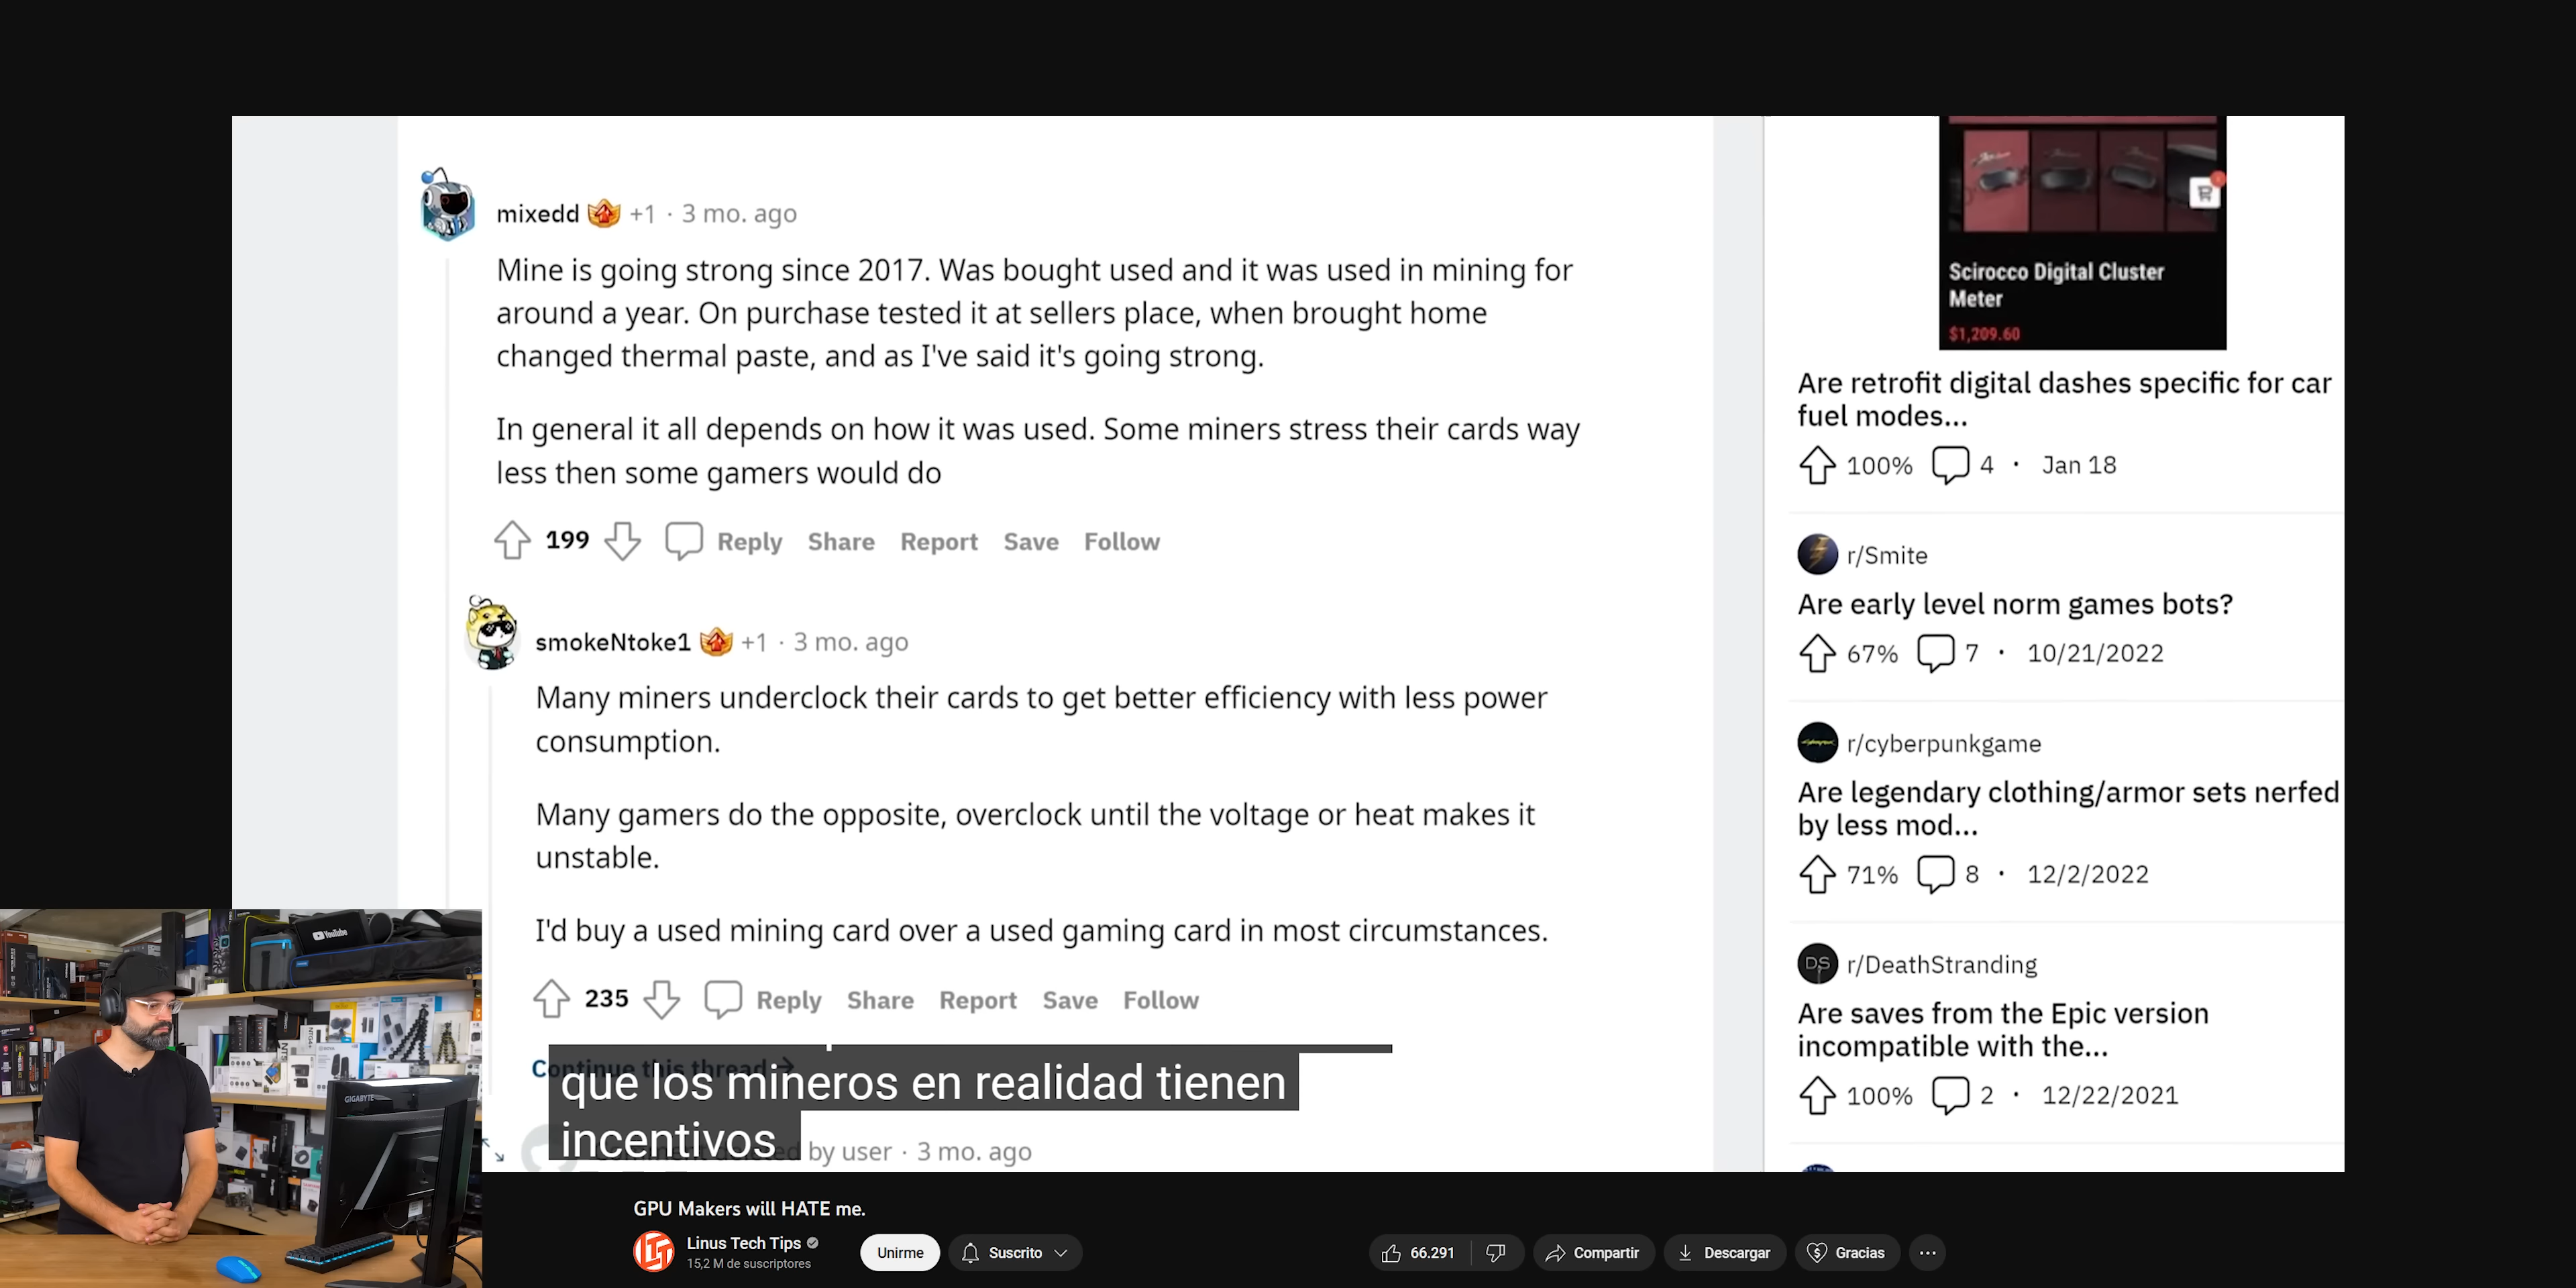 mixedd +1 · 3 mo. ago
Mine is going strong since 2017. Was bought used and it was used in mining for
around a year. On purchase tested it at sellers place, when brought home
changed thermal paste, and as I've said it's going strong.
In general it all depends on how it was used. Some miners stress their cards way
less then some gamers would do
199 Reply Share Report Save Follow
smokeNtoke1 +1 · 3 mo. ago
Many miners underclock their cards to get better efficiency with less power
consumption.
Many gamers do the opposite, overclock until the voltage or heat makes it
unstable.
I'd buy a used mining card over a used gaming card in most circumstances.
235 Reply Share Report Save Follow
Continue this thread →
que los mineros en realidad tienen
incentivos
by user · 3 mo. ago
Scirocco Digital Cluster
Meter
$1,209.60
Are retrofit digital dashes specific for car
fuel modes...
100% 4 · Jan 18
r/Smite
Are early level norm games bots?
67% 7 · 10/21/2022
r/cyberpunkgame
Are legendary clothing/armor sets nerfed
by less mod...
71% 8 · 12/2/2022
DS r/DeathStranding
Are saves from the Epic version
incompatible with the...
100% 2 · 12/22/2021
YouTube
GIGABYTE
GPU Makers will HATE me.
Linus Tech Tips
15,2 M de suscriptores
Unirme
Suscrito
66.291
Compartir
Descargar
Gracias